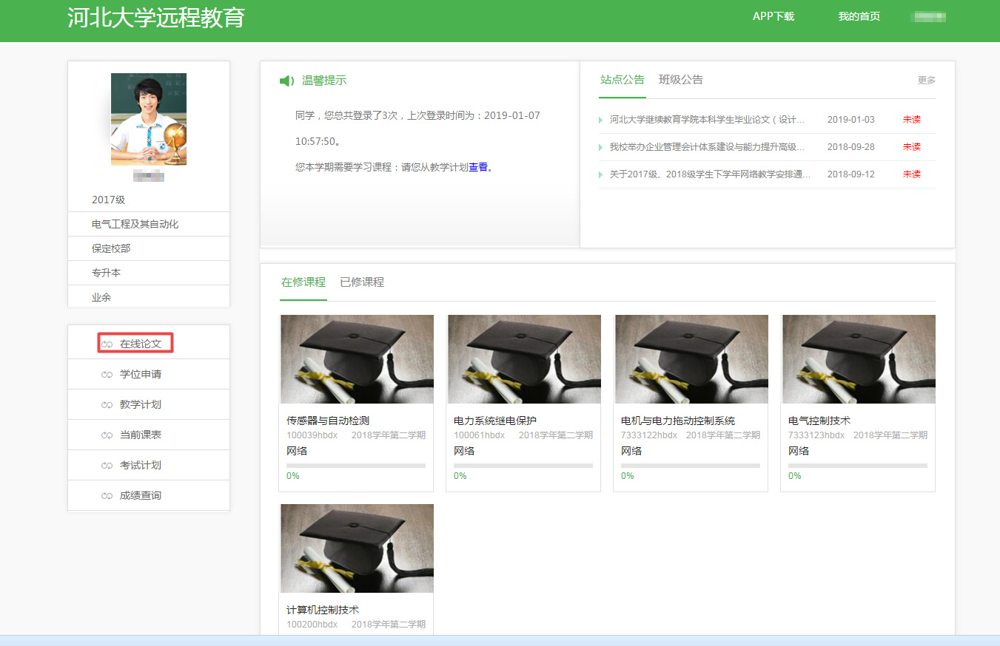 河北大学远程教育
APP下载
我的首页
2017级
电气工程及其自动化
保定校部
专升本
业余
在线论文
学位申请
教学计划
当前课表
考试计划
成绩查询
温馨提示
同学，您总共登录了3次，上次登录时间为：2019-01-07
10:57:50。
您本学期需要学习课程：请您从教学计划查看。
站点公告 班级公告 更多
河北大学继续教育学院本科学生毕业论文（设计... 2019-01-03 未读
我校举办企业管理会计体系建设与能力提升高级... 2018-09-28 未读
关于2017级、2018级学生下学年网络教学安排通... 2018-09-12 未读
在修课程 已修课程
传感器与自动检测
100039hbdx 2018学年第二学期
网络
0%
电力系统继电保护
100061hbdx 2018学年第二学期
网络
0%
电机与电力拖动控制系统
7333122hbdx 2018学年第二学期
网络
0%
电气控制技术
7333123hbdx 2018学年第二学期
网络
0%
计算机控制技术
100200hbdx 2018学年第二学期